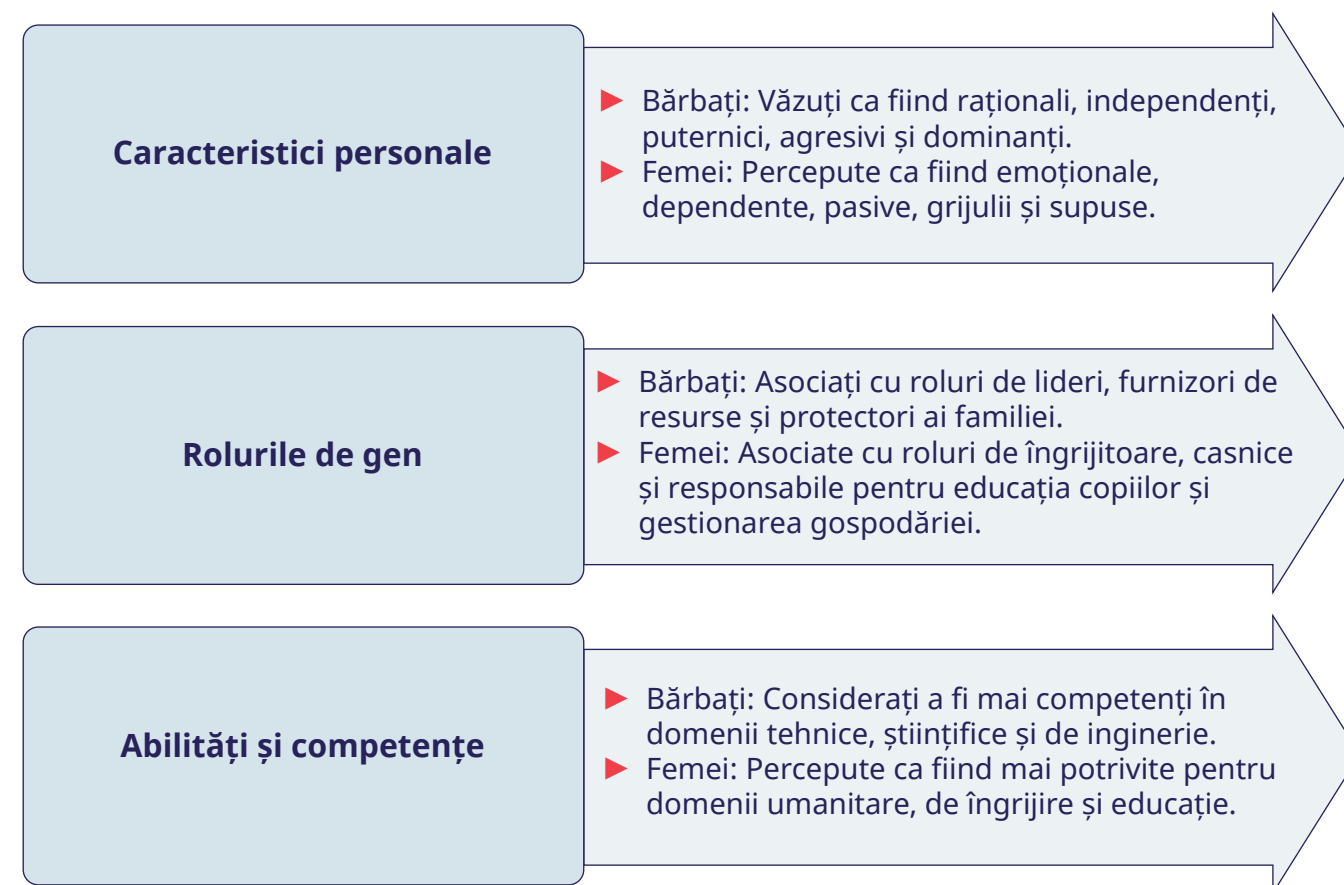 Caracteristici personale
► Bărbați: Văzuți ca fiind raționali, independenți,
puternici, agresivi și dominanți.
► Femei: Percepute ca fiind emoționale,
dependente, pasive, grijulii și supuse.
Rolurile de gen
► Bărbați: Asociați cu roluri de lideri, furnizori de
resurse și protectori ai familiei.
► Femei: Asociate cu roluri de îngrijitoare, casnice
și responsabile pentru educația copiilor și
gestionarea gospodăriei.
Abilități și competențe
► Bărbați: Considerați a fi mai competenți în
domenii tehnice, științifice și de inginerie.
► Femei: Percepute ca fiind mai potrivite pentru
domenii umanitare, de îngrijire și educație.